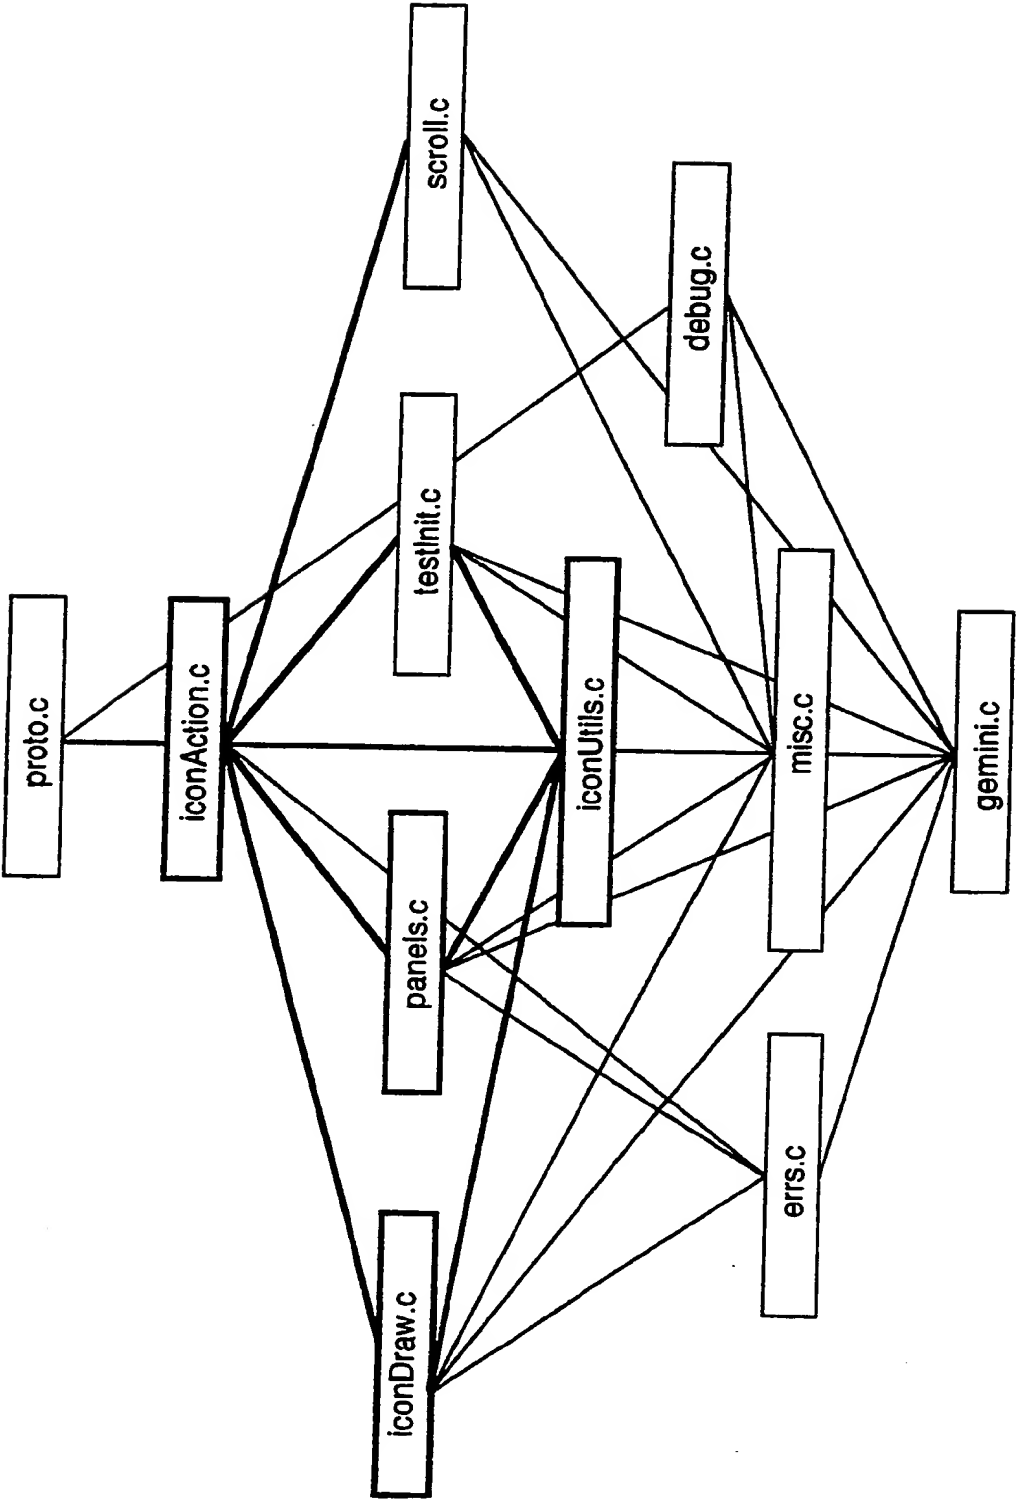 proto.c
iconAction.c
iconDraw.c
panels.c
testInit.c
scroll.c
iconUtils.c
debug.c
errs.c
misc.c
gemini.c